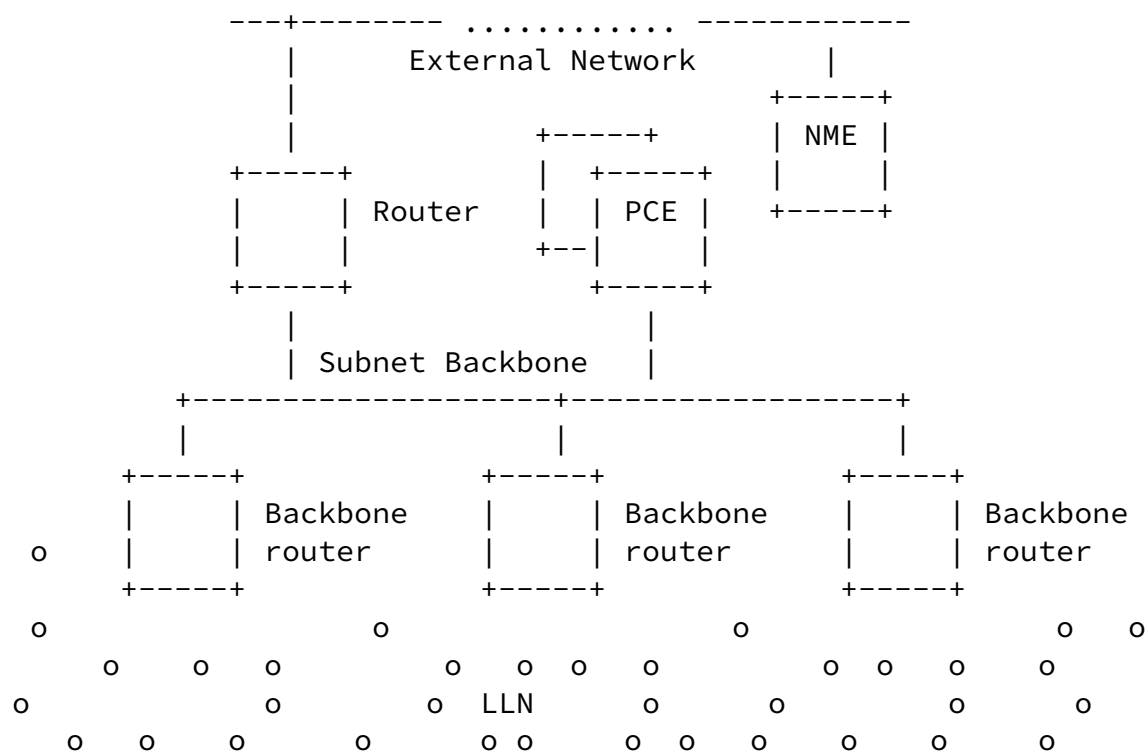 ---+-------- ............ ------------
| External Network |
| +-----+
| +-----+ | NME |
+-----+ | +-----+ | |
| | Router | | PCE | +-----+
| | +--| |
+-----+ +-----+
| |
| Subnet Backbone |
+--------------------+------------------+
| | |
+-----+ +-----+ +-----+
| | Backbone | | Backbone | | Backbone
o | | router | | router | | router
+-----+ +-----+ +-----+
o o o o o
o o o o o o o o o o o
o o o LLN o o o o
o o o o o o o o o o o o